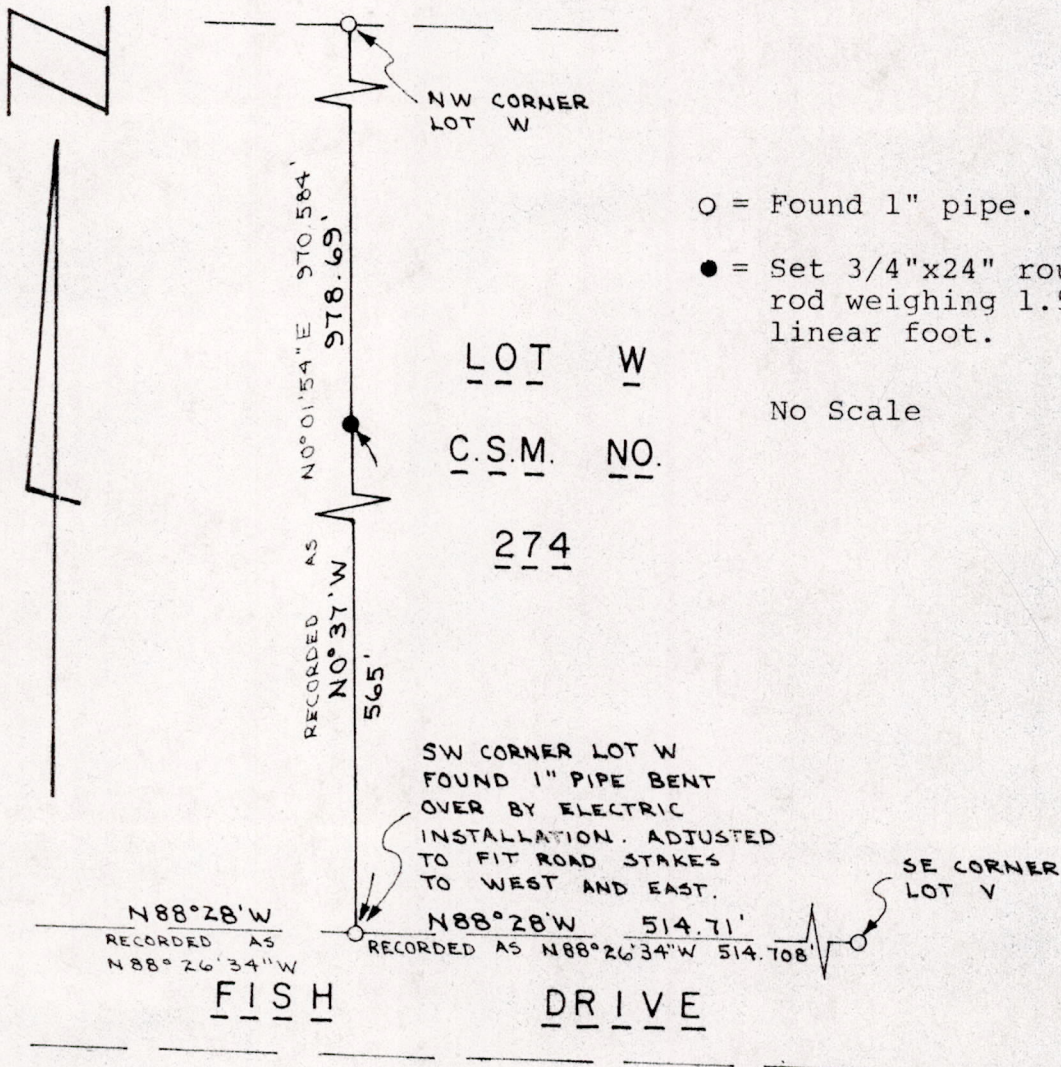 N
NW CORNER
LOT W
O = Found 1" pipe.
● = Set 3/4"x24"
rod weighing
linear foot.
No Scale
RECORDED AS N0°01'54"E 970.584'
N0°37'W 978.69'
565'
LOT W
C.S.M. NO.
274
SW CORNER LOT W
FOUND 1" PIPE BENT
OVER BY ELECTRIC
INSTALLATION. ADJUSTED
TO FIT ROAD STAKES
TO WEST AND EAST.
SE CORNER
LOT V
N88°28'W
RECORDED AS
N88°26'34"W
N88°28'W 514.71'
RECORDED AS N88°26'34"W 514.708'
FISH DRIVE